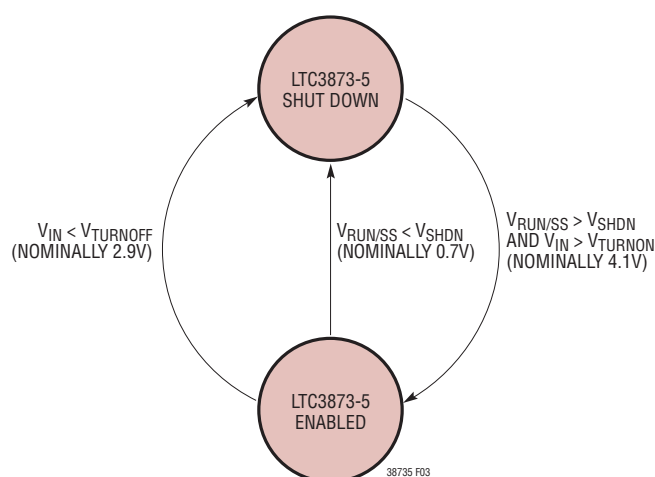 LTC3873-5
SHUT DOWN
VIN < VTURNOFF
(NOMINALLY 2.9V)
VRUN/SS < VSHDN
(NOMINALLY 0.7V)
VRUN/SS > VSHDN
AND VIN > VTURNON
(NOMINALLY 4.1V)
LTC3873-5
ENABLED
38735 F03